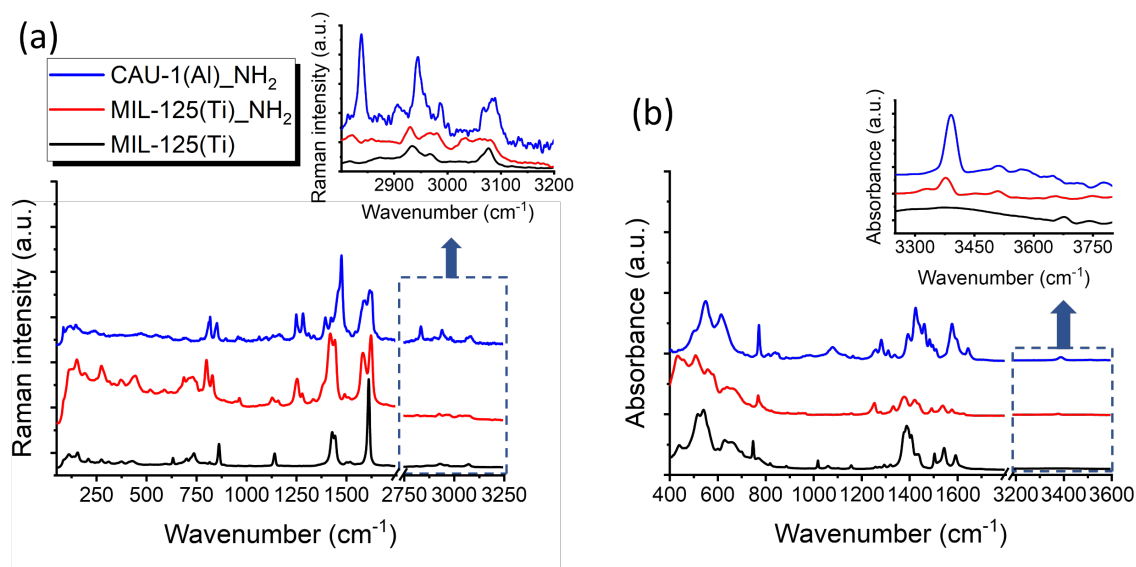 (a)
CAU-1(Al)_NH2
MIL-125(Ti)_NH2
MIL-125(Ti)
Raman intensity (a.u.)
2900 3000 3100 3200
Wavenumber (cm-1)
Raman intensity (a.u.)
250 500 750 1000 1250 1500 2750 3000 3250
Wavenumber (cm-1)
(b)
Absorbance (a.u.)
3300 3450 3600 3750
Wavenumber (cm-1)
Absorbance (a.u.)
400 600 800 1000 1200 1400 1600 3200 3400 3600
Wavenumber (cm-1)